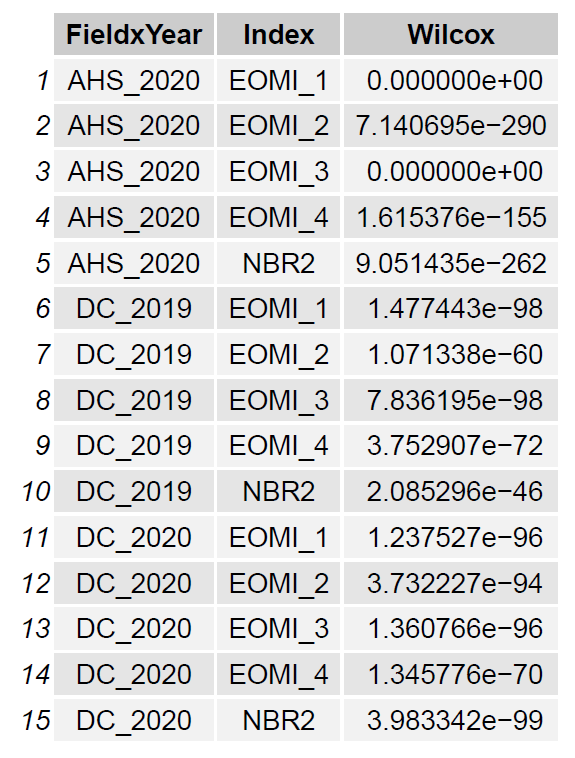 FieldxYear Index Wilcox
1 AHS_2020 EOMI_1 0.000000e+00
2 AHS_2020 EOMI_2 7.140695e−290
3 AHS_2020 EOMI_3 0.000000e+00
4 AHS_2020 EOMI_4 1.615376e−155
5 AHS_2020 NBR2 9.051435e−262
6 DC_2019 EOMI_1 1.477443e−98
7 DC_2019 EOMI_2 1.071338e−60
8 DC_2019 EOMI_3 7.836195e−98
9 DC_2019 EOMI_4 3.752907e−72
10 DC_2019 NBR2 2.085296e−46
11 DC_2020 EOMI_1 1.237527e−96
12 DC_2020 EOMI_2 3.732227e−94
13 DC_2020 EOMI_3 1.360766e−96
14 DC_2020 EOMI_4 1.345776e−70
15 DC_2020 NBR2 3.983342e−99